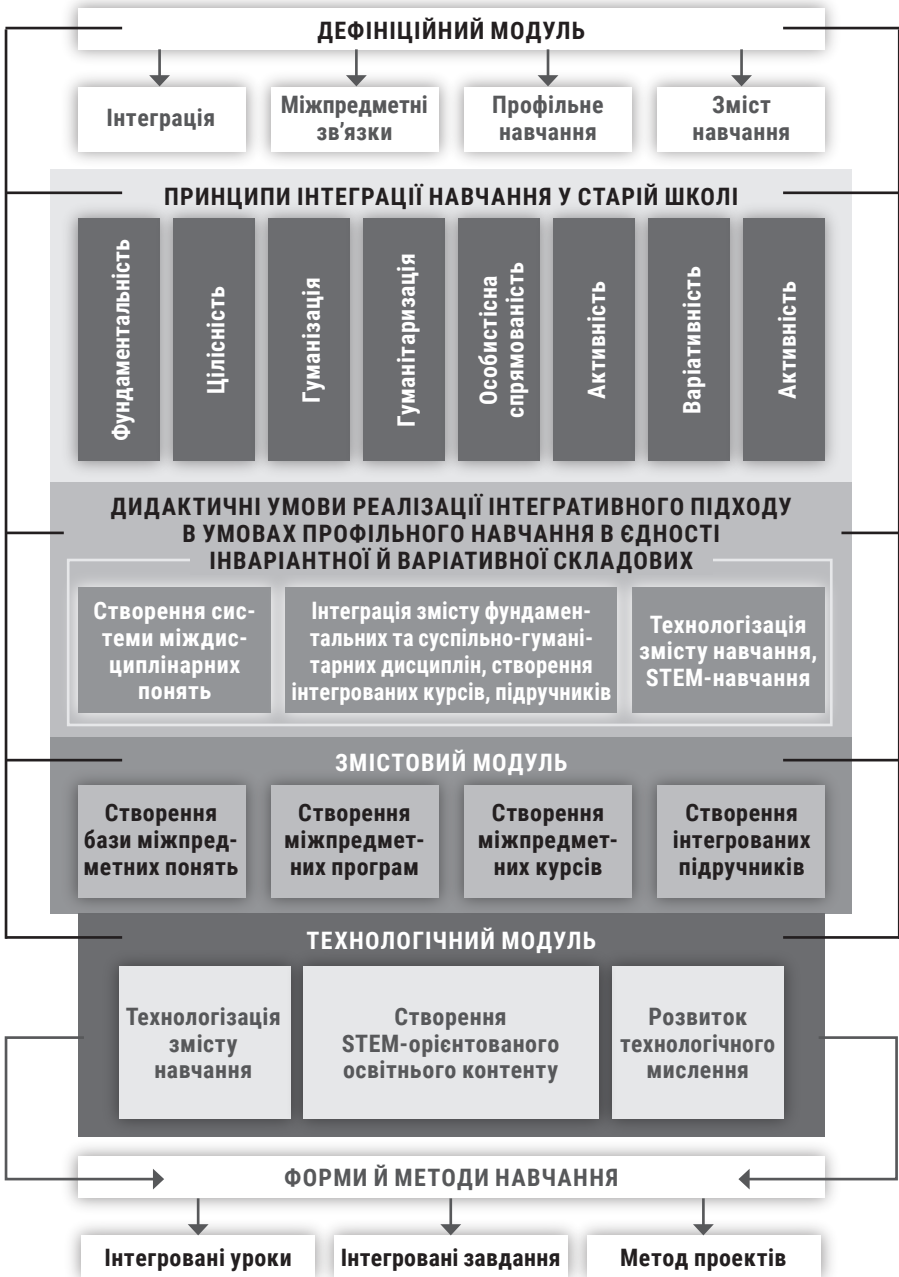 ДЕФІНІЦІЙНИЙ МОДУЛЬ
Інтеграція
Міжпредметні
зв'язки
Профільне
навчання
Зміст
навчання
ПРИНЦИПИ ІНТЕГРАЦІЇ НАВЧАННЯ У СТАРІЙ ШКОЛІ
Фундаментальність
Цілісність
Гуманізація
Гуманітаризація
Особистісна
спрямованість
Активність
Варіативність
Активність
ДИДАКТИЧНІ УМОВИ РЕАЛІЗАЦІЇ ІНТЕГРАТИВНОГО ПІДХОДУ
В УМОВАХ ПРОФІЛЬНОГО НАВЧАННЯ В ЄДНОСТІ
ІНВАРІАНТНОЇ Й ВАРІАТИВНОЇ СКЛАДОВИХ
Створення сис-
теми міждис-
циплінарних
понять
Інтеграція змісту фундамен-
тальних та суспільно-гумані-
тарних дисциплін, створення
інтегрованих курсів, підручників
Технологізація
змісту навчання,
STEM-навчання
ЗМІСТОВИЙ МОДУЛЬ
Створення
бази міжпред-
метних понять
Створення
міжпредмет-
них програм
Створення
міжпредмет-
них курсів
Створення
інтегрованих
підручників
ТЕХНОЛОГІЧНИЙ МОДУЛЬ
Технологізація
змісту
навчання
Створення
STEM-орієнтованого
освітнього контенту
Розвиток
технологічного
мислення
ФОРМИ Й МЕТОДИ НАВЧАННЯ
Інтегровані уроки
Інтегровані завдання
Метод проектів